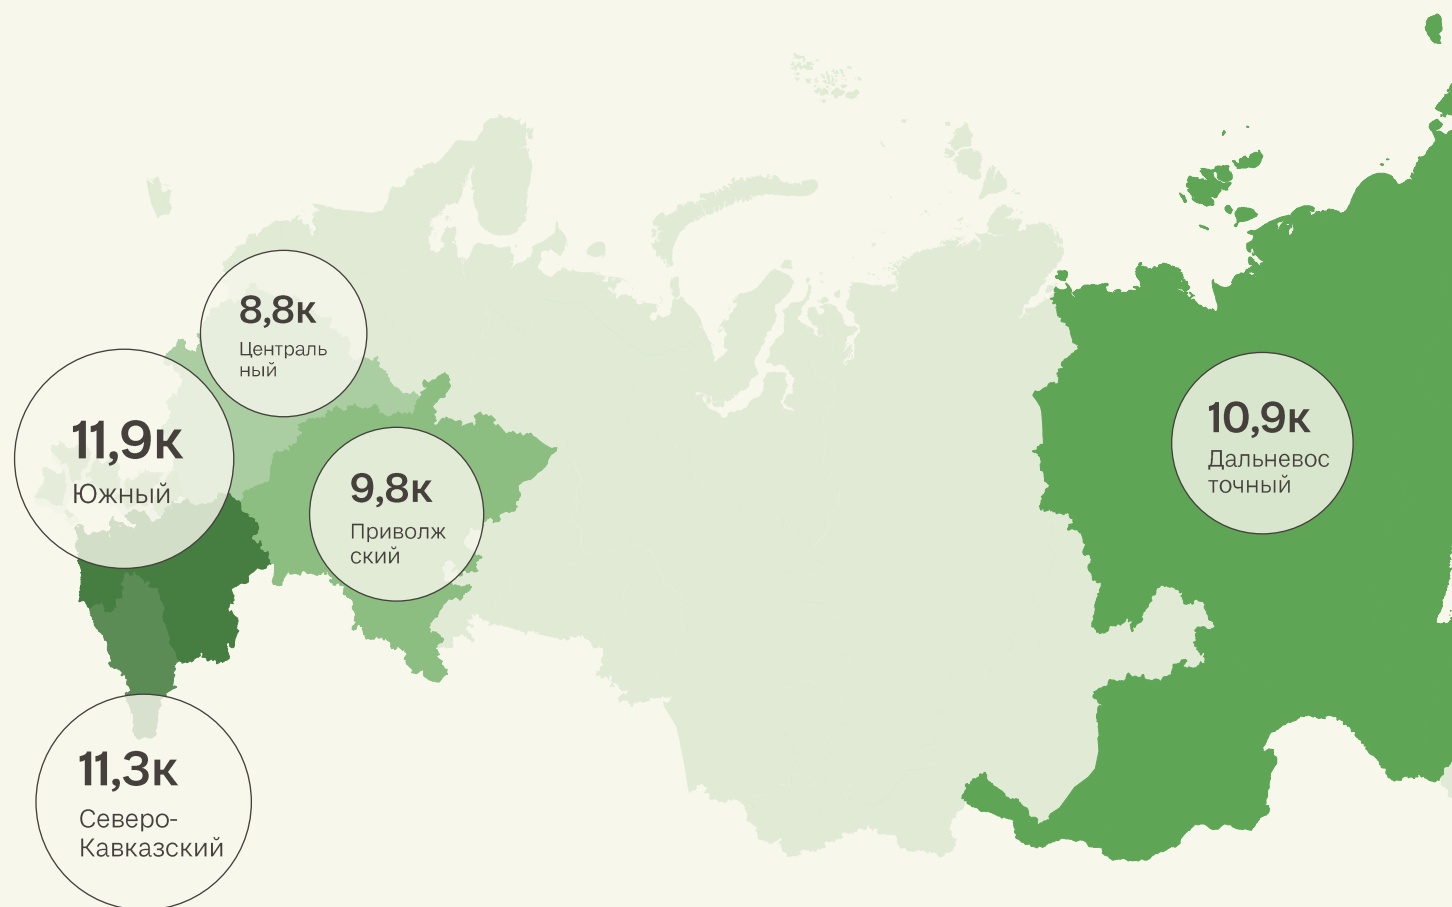 8,8к
Централь
ный
11,9к
Южный
9,8к
Приволж
ский
10,9к
Дальневос
точный
11,3к
Северо-
Кавказский